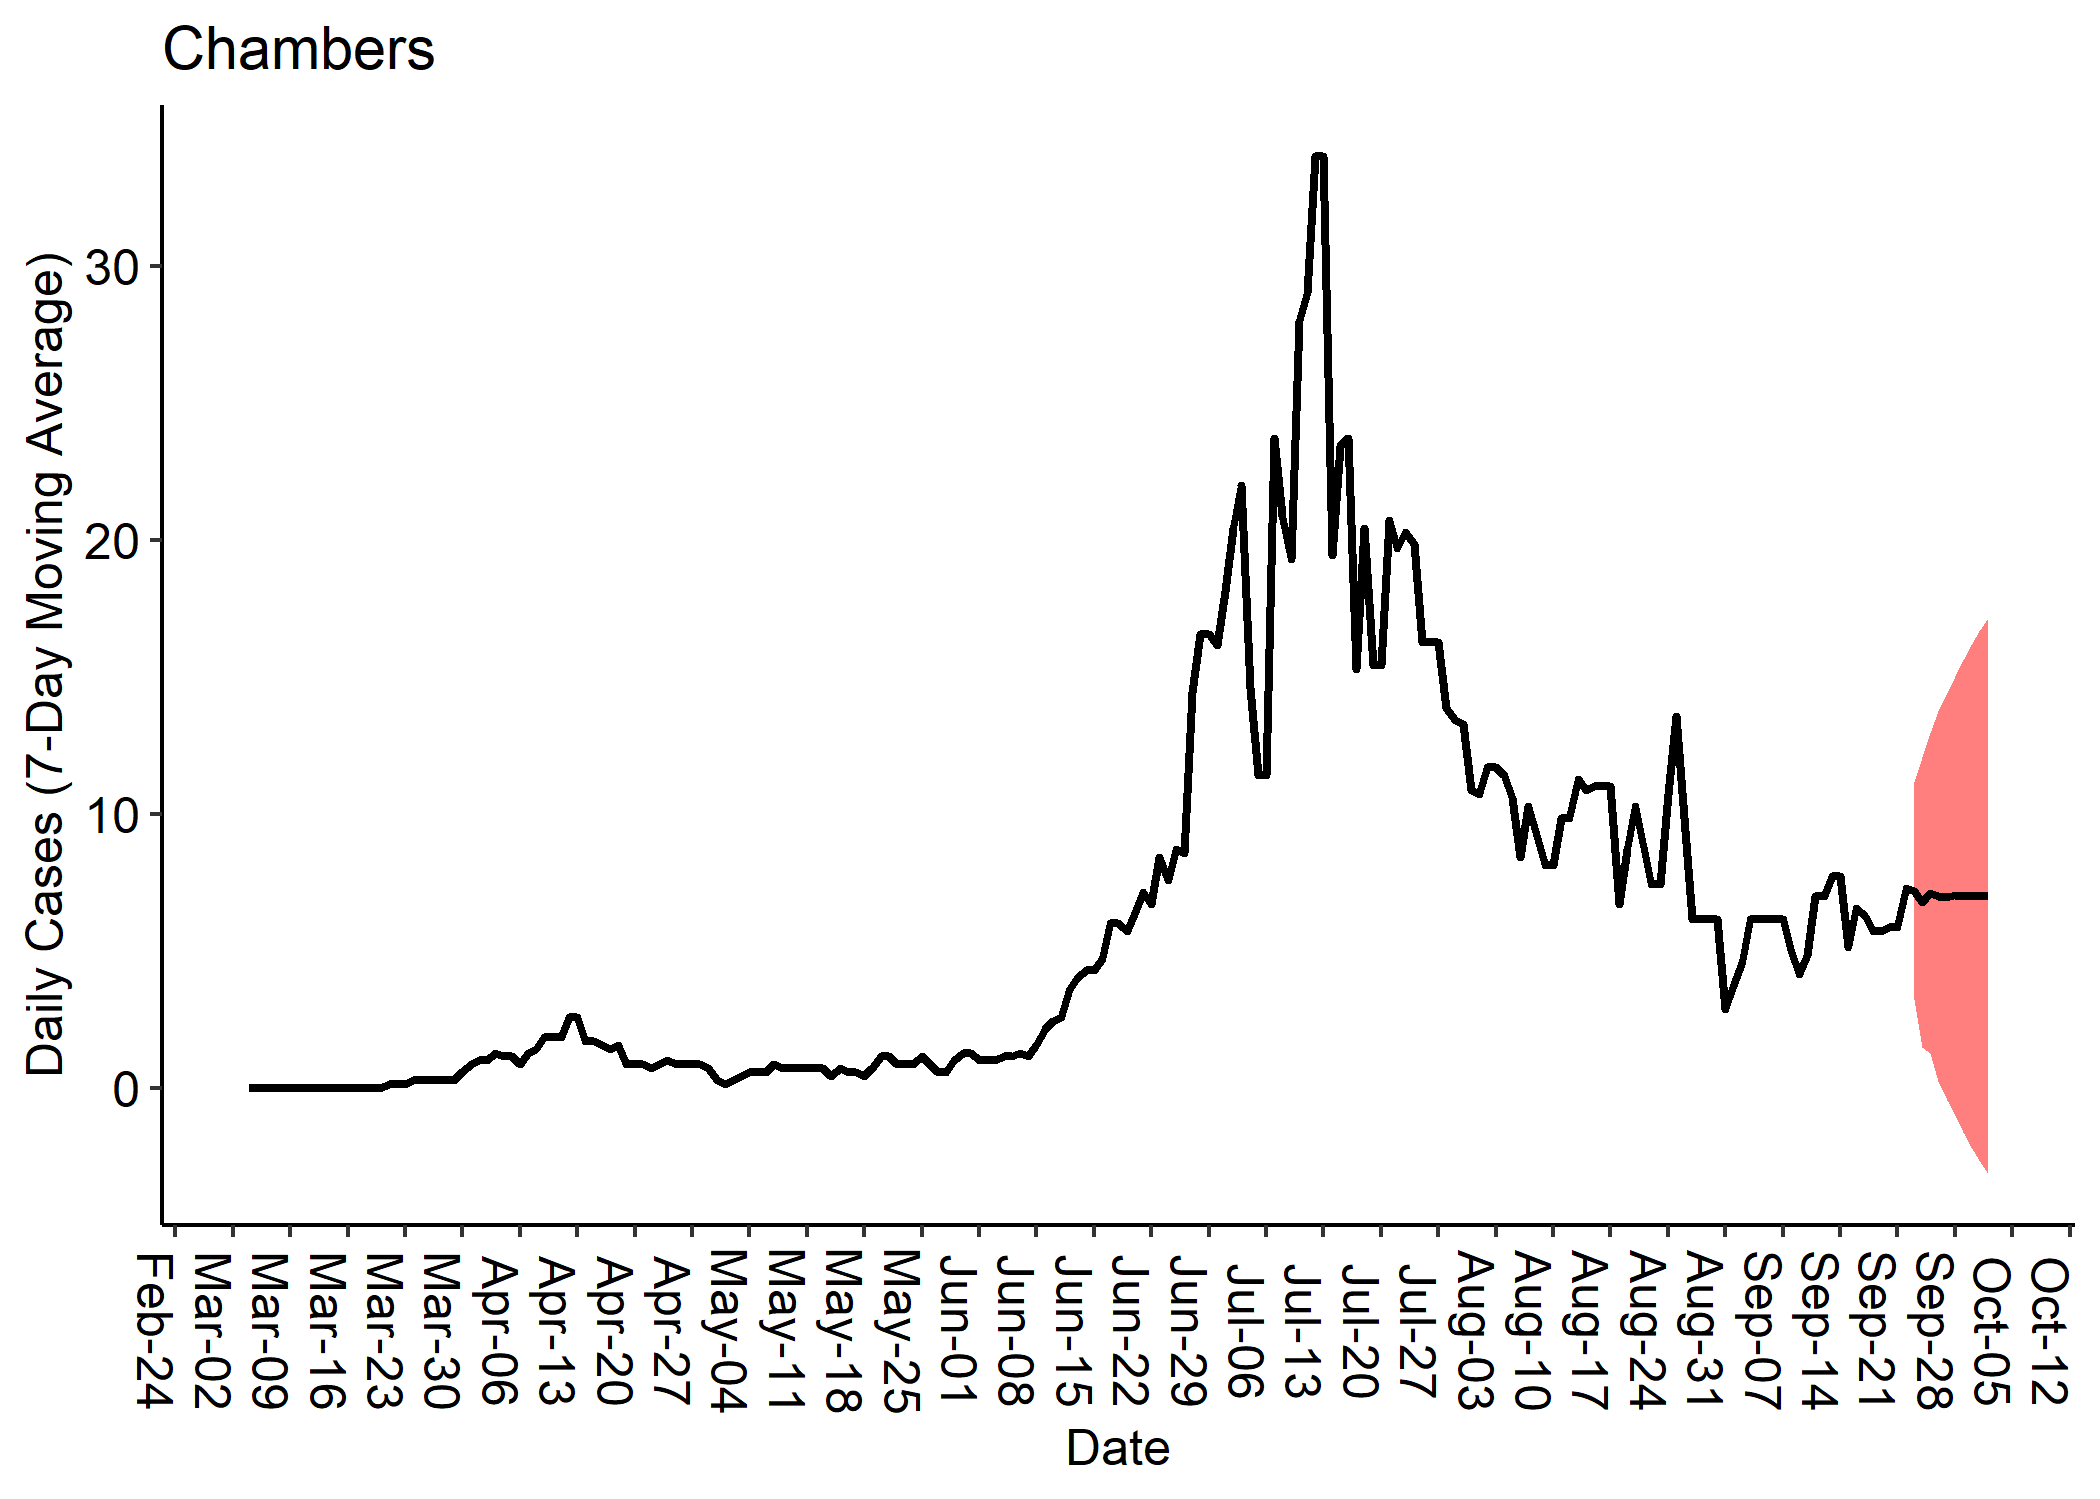 Chambers
Daily Cases (7-Day Moving Average)
30
20
10
0
Feb-24
Mar-02
Mar-09
Mar-16
Mar-23
Mar-30
Apr-06
Apr-13
Apr-20
Apr-27
May-04
May-11
May-18
May-25
Jun-01
Jun-08
Jun-15
Jun-22
Jun-29
Jul-06
Jul-13
Jul-20
Jul-27
Aug-03
Aug-10
Aug-17
Aug-24
Aug-31
Sep-07
Sep-14
Sep-21
Sep-28
Oct-05
Oct-12
Date